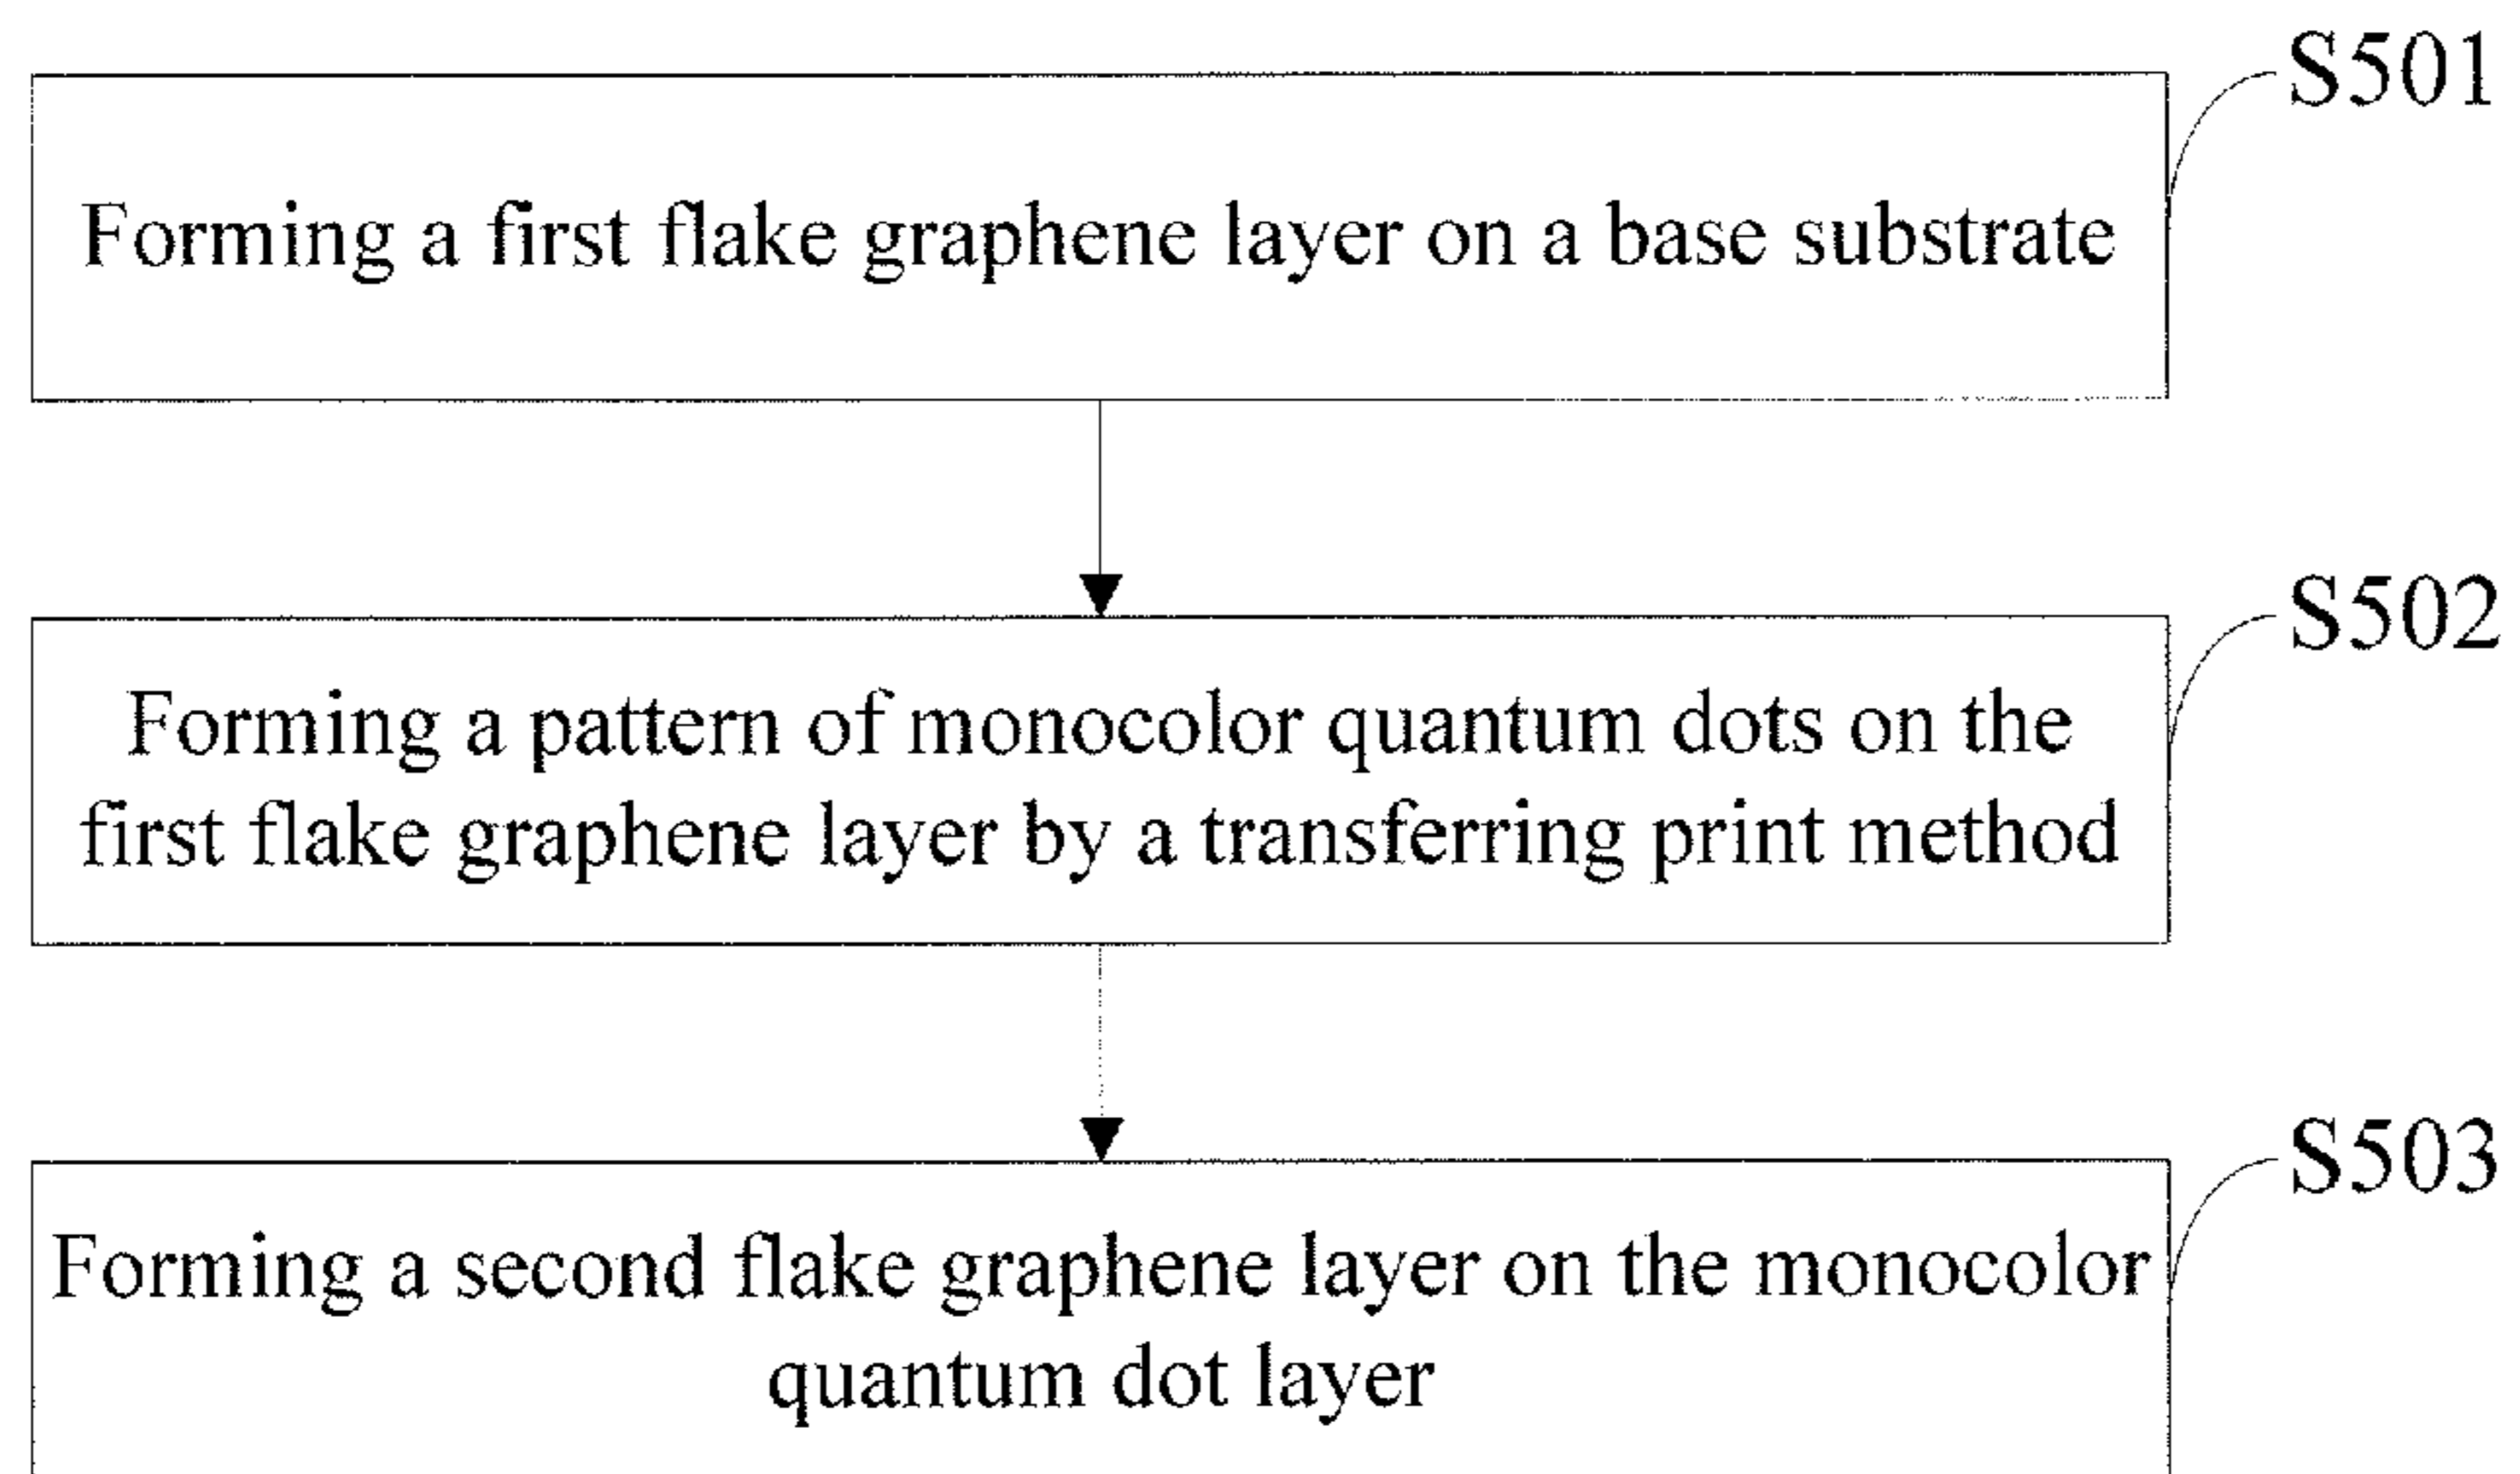 S501
Forming a first flake graphene layer on a base substrate
S502
Forming a pattern of monocolor quantum dots on the
first flake graphene layer by a transferring print method
S503
Forming a second flake graphene layer on the monocolor
quantum dot layer